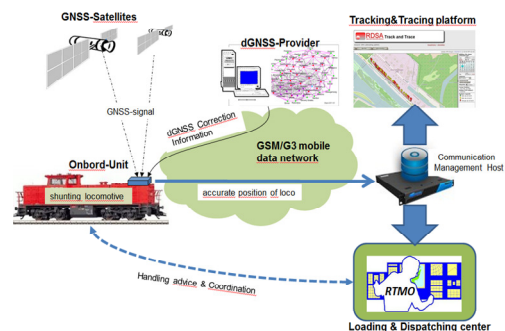 GNSS-Satellites
dGNSS-Provider
Tracking&Tracing platform
RDSA Track and Trace
GNSS-signal
dGNSS Correction
Information
GSM/G3 mobile
data network
Onbord-Unit
shunting locomotive
accurate position of loco
Communication
Management Host
Handling advice & Coordination
RTMO
Loading & Dispatching center